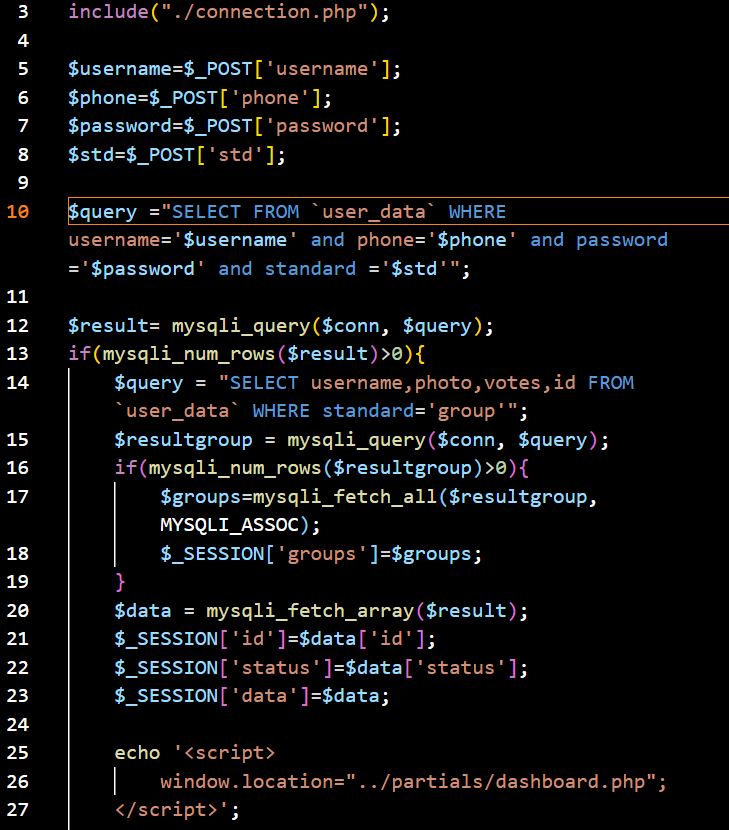 3 include("./connection.php");
4
5 $username=$_POST['username'];
6 $phone=$_POST['phone'];
7 $password=$_POST['password'];
8 $std=$_POST['std'];
9
10 $query ="SELECT FROM `user_data` WHERE
username='$username' and phone='$phone' and password
='$password' and standard ='$std'";
11
12 $result= mysqli_query($conn, $query);
13 if(mysqli_num_rows($result)>0){
14 $query = "SELECT username,photo,votes,id FROM
`user_data` WHERE standard='group'";
15 $resultgroup = mysqli_query($conn, $query);
16 if(mysqli_num_rows($resultgroup)>0){
17 $groups=mysqli_fetch_all($resultgroup,
MYSQLI_ASSOC);
18 $_SESSION['groups']=$groups;
19 }
20 $data = mysqli_fetch_array($result);
21 $_SESSION['id']=$data['id'];
22 $_SESSION['status']=$data['status'];
23 $_SESSION['data']=$data;
24
25 echo '<script>
26 window.location="../partials/dashboard.php";
27 </script>';